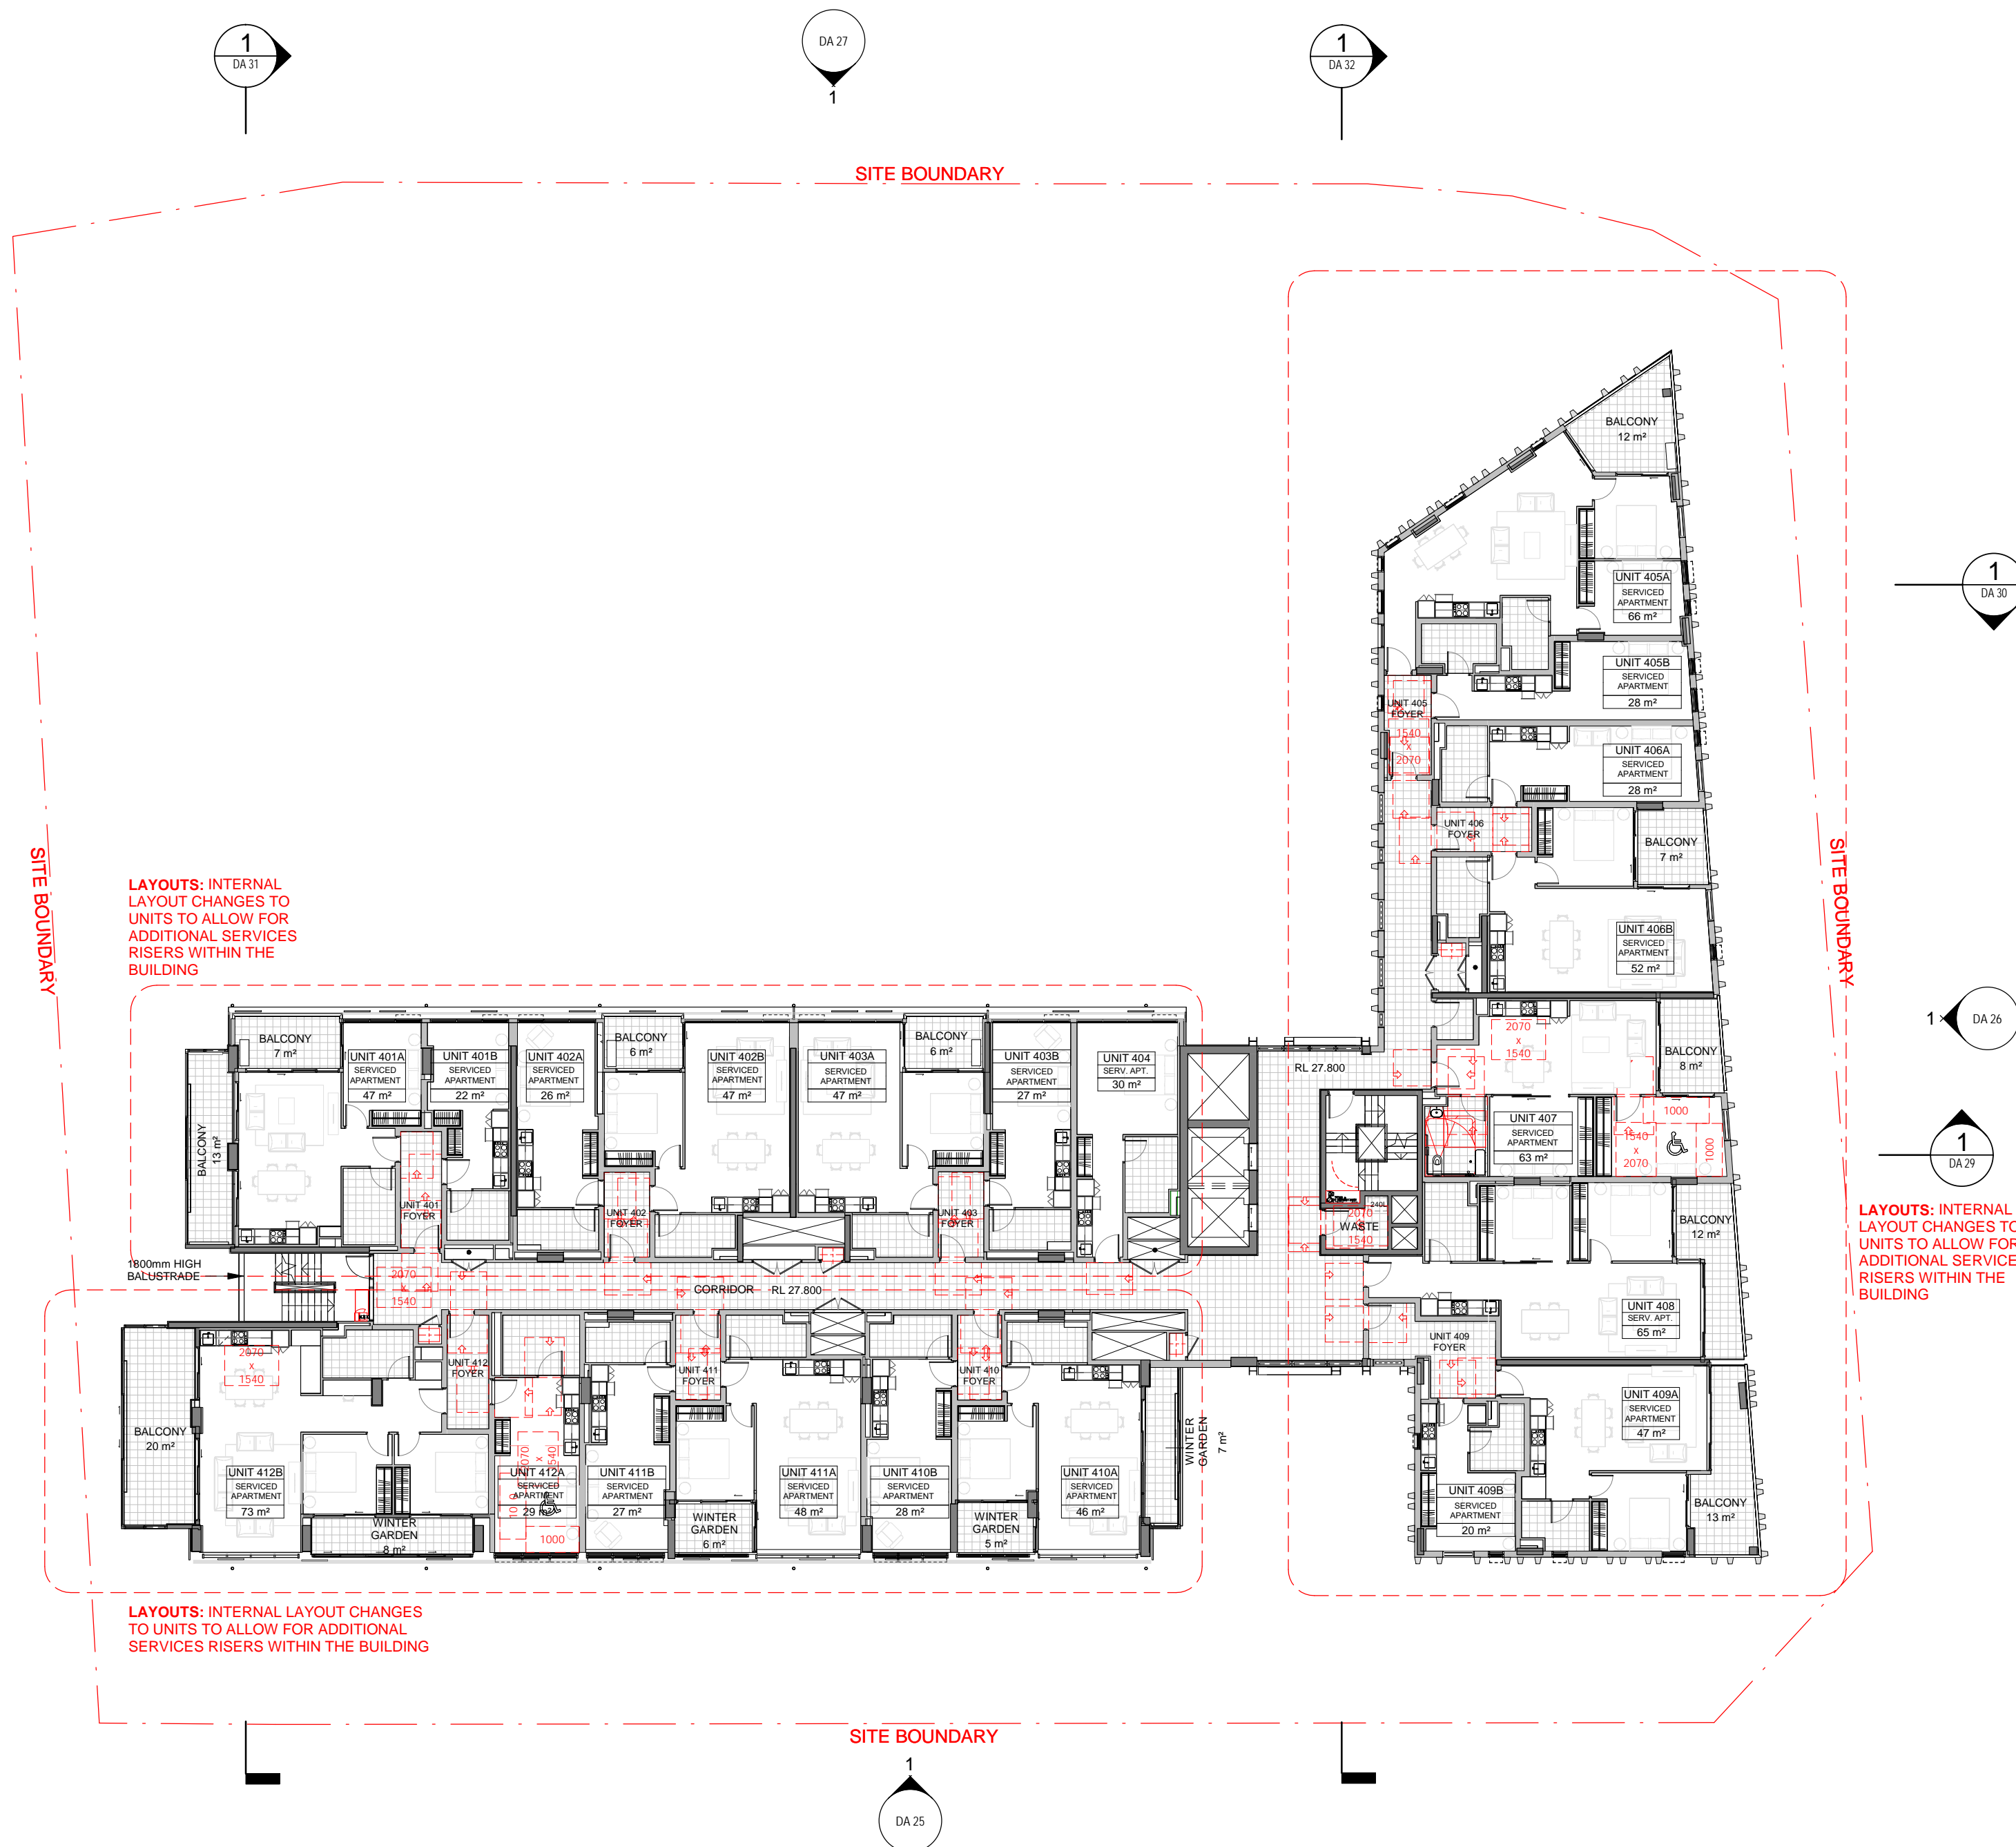 1
DA 31
DA 27
1
1
DA 32
SITE BOUNDARY
BALCONY
12 m²
1
DA 30
UNIT 405A
SERVICED
APARTMENT
66 m²
UNIT 405B
SERVICED
APARTMENT
28 m²
UNIT 405
FOYER
1540
x
2070
UNIT 406A
SERVICED
APARTMENT
28 m²
UNIT 406
FOYER
BALCONY
7 m²
SITE BOUNDARY
SITE BOUNDARY
LAYOUTS: INTERNAL
LAYOUT CHANGES TO
UNITS TO ALLOW FOR
ADDITIONAL SERVICES
RISERS WITHIN THE
BUILDING
UNIT 406B
SERVICED
APARTMENT
52 m²
1
DA 26
BALCONY
7 m²
UNIT 401A
SERVICED
APARTMENT
47 m²
UNIT 401B
SERVICED
APARTMENT
22 m²
UNIT 402A
SERVICED
APARTMENT
26 m²
BALCONY
6 m²
UNIT 402B
SERVICED
APARTMENT
47 m²
UNIT 403A
SERVICED
APARTMENT
47 m²
BALCONY
6 m²
UNIT 403B
SERVICED
APARTMENT
27 m²
UNIT 404
SERV. APT.
30 m²
RL 27.800
2070
x
1540
BALCONY
8 m²
BALCONY
13 m²
UNIT 407
SERVICED
APARTMENT
63 m²
1000
1540
x
2070
1000
1
DA 29
UNIT 401
FOYER
UNIT 402
FOYER
UNIT 403
FOYER
240L
2070
WASTE
1540
BALCONY
12 m²
LAYOUTS: INTERNAL
LAYOUT CHANGES TO
UNITS TO ALLOW FOR
ADDITIONAL SERVICE
RISERS WITHIN THE
BUILDING
1800mm HIGH
BALUSTRADE
2070
x
1540
CORRIDOR
RL 27.800
UNIT 408
SERV. APT.
65 m²
2070
x
1540
UNIT 412
FOYER
UNIT 411
FOYER
UNIT 410
FOYER
UNIT 409
FOYER
UNIT 409A
SERVICED
APARTMENT
47 m²
BALCONY
20 m²
UNIT 412B
SERVICED
APARTMENT
73 m²
2070
x
1540
UNIT 412A
SERVICED
APARTMENT
29 m²
1000
UNIT 411B
SERVICED
APARTMENT
27 m²
UNIT 411A
SERVICED
APARTMENT
48 m²
UNIT 410B
SERVICED
APARTMENT
28 m²
UNIT 410A
SERVICED
APARTMENT
46 m²
WINTER
GARDEN
7 m²
WINTER
GARDEN
8 m²
WINTER
GARDEN
6 m²
WINTER
GARDEN
5 m²
UNIT 409B
SERVICED
APARTMENT
20 m²
BALCONY
13 m²
LAYOUTS: INTERNAL LAYOUT CHANGES
TO UNITS TO ALLOW FOR ADDITIONAL
SERVICES RISERS WITHIN THE BUILDING
SITE BOUNDARY
1
DA 25